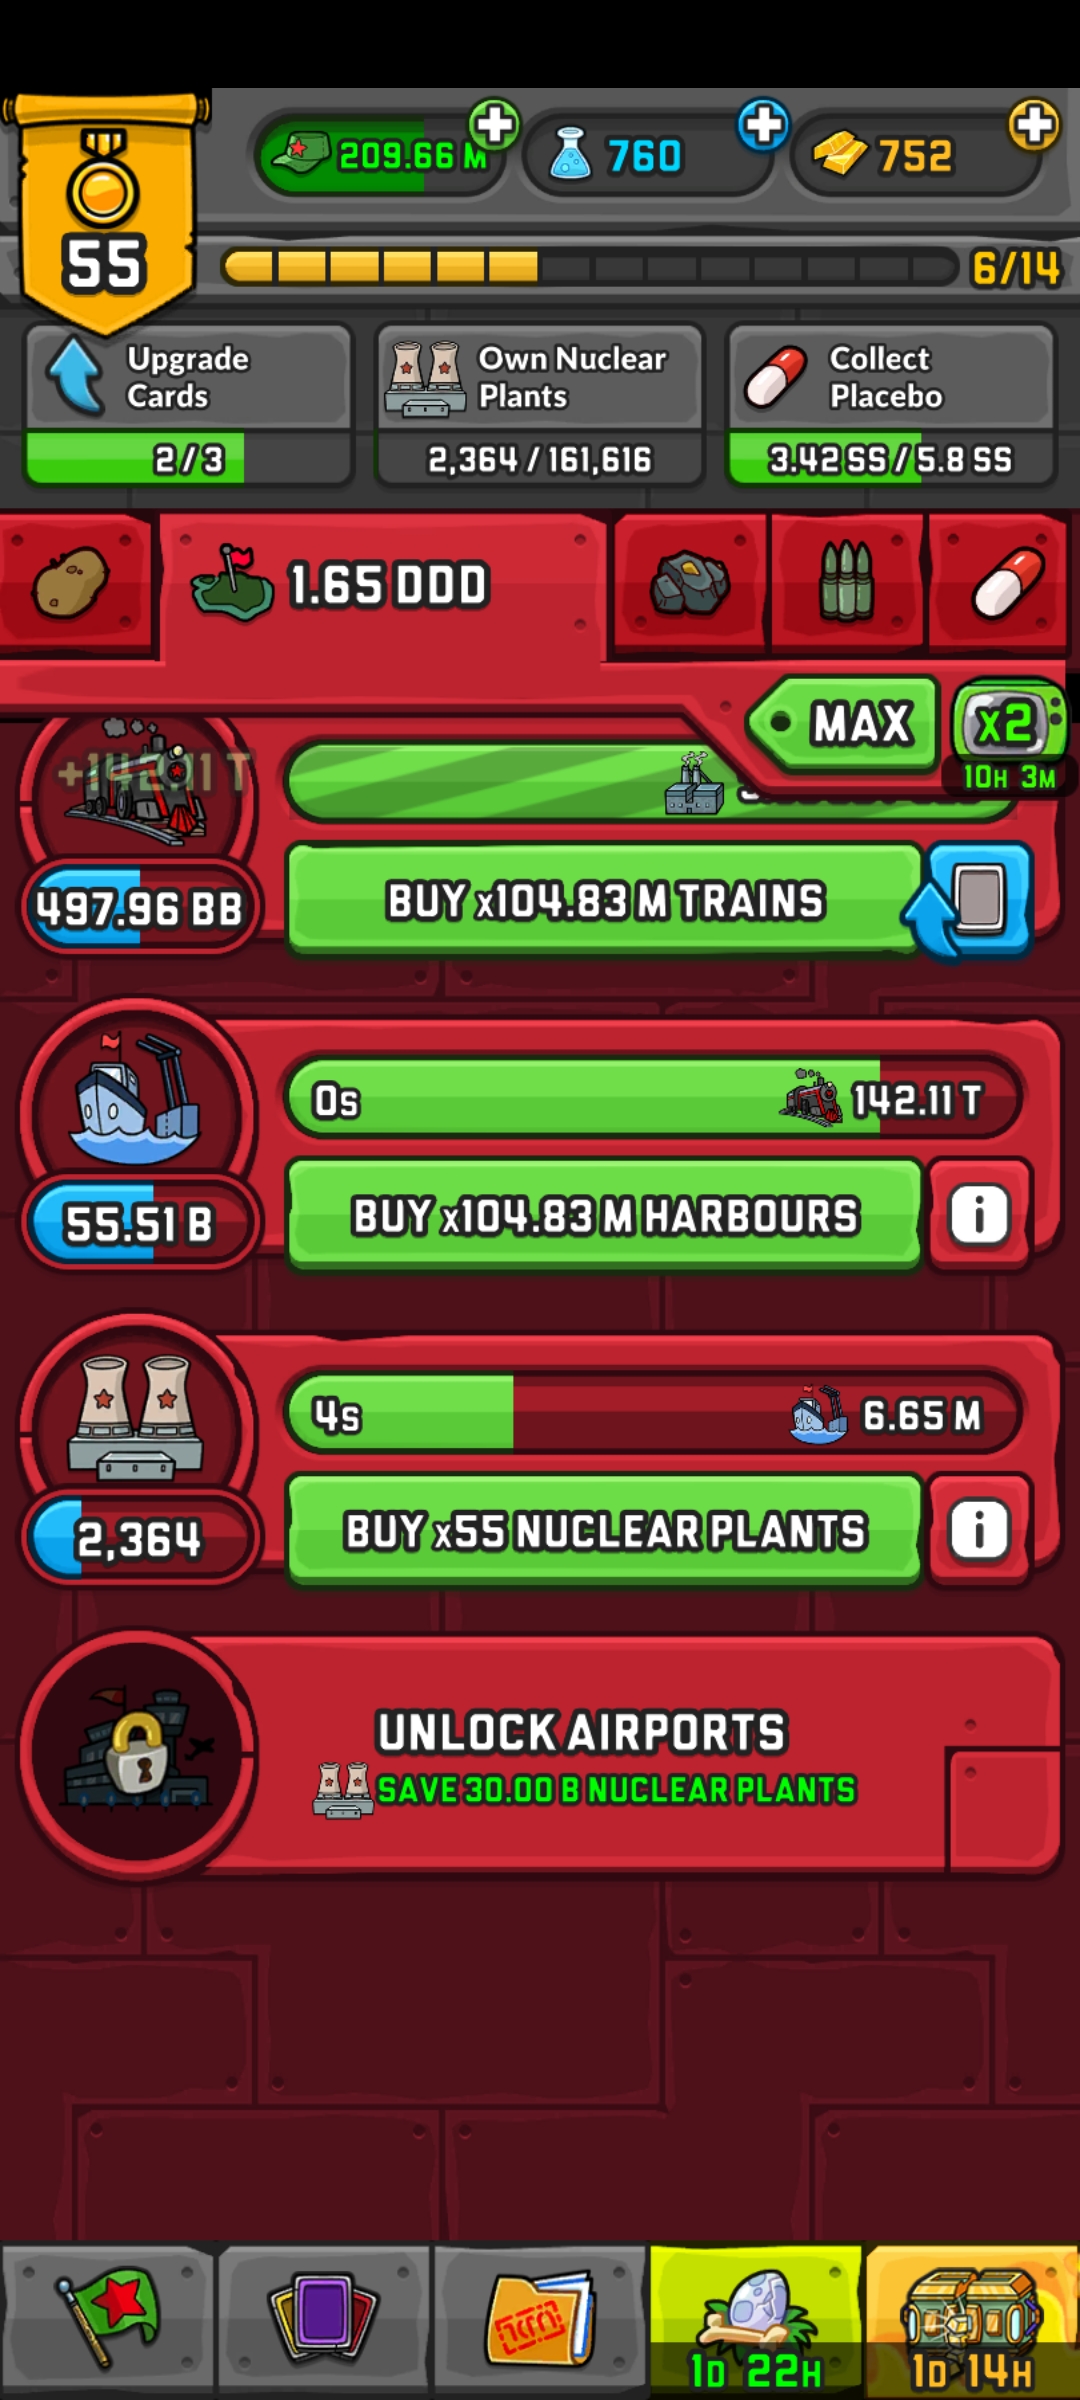 55
209.66 M
760
752
6/14
Upgrade
Cards
2/3
Own Nuclear
Plants
2,364/161,616
Collect
Placebo
3.42 SS/5.8 SS
1.65 DDD
MAX
x2
10H 3M
+142.11 T
497.96 BB
BUY x104.83 M TRAINS
0s
142.11 T
55.51 B
BUY x104.83 M HARBOURS
i
4s
6.65 M
2,364
BUY x55 NUCLEAR PLANTS
i
UNLOCK AIRPORTS
SAVE 30.00 B NUCLEAR PLANTS
1D 22H
1D 14H